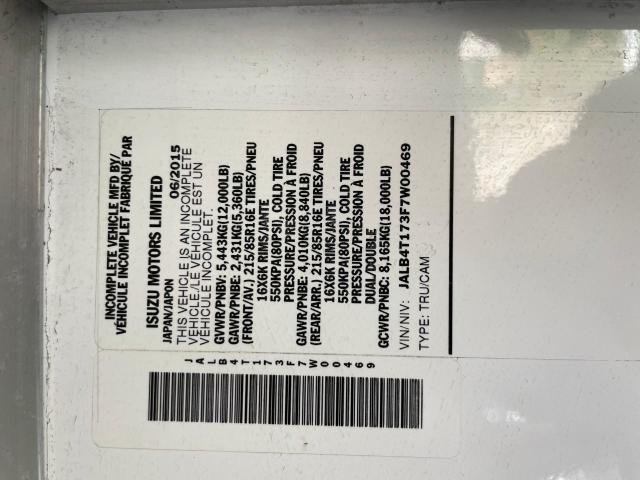 INCOMPLETE VEHICLE MFD BY/
VÉHICULE INCOMPLET FABRIQUÉ PAR
ISUZU MOTORS LIMITED
JAPAN/JAPON 06/2015
THIS VEHICLE IS AN INCOMPLETE
VEHICLE./LE VÉHICULE EST UN
VÉHICULE INCOMPLET.
GVWR/PNBV: 5,443KG(12,000LB)
GAWR/PNBE: 2,431KG(5,360LB)
(FRONT/AV.) 215/85R16E TIRES/PNEU
16X6K RIMS/JANTE
550KPA(80PSI), COLD TIRE
PRESSURE/PRESSION À FROID
GAWR/PNBE: 4,010KG(8,840LB)
(REAR/ARR.) 215/85R16E TIRES/PNEU
16X6K RIMS/JANTE
550KPA(80PSI), COLD TIRE
PRESSURE/PRESSION À FROID
DUAL/DOUBLE
GCWR/PNBC: 8,165KG(18,000LB)
VIN/NIV: JALB4T173F7W00469
TYPE: TRU/CAM
JALB4T173F7W00469